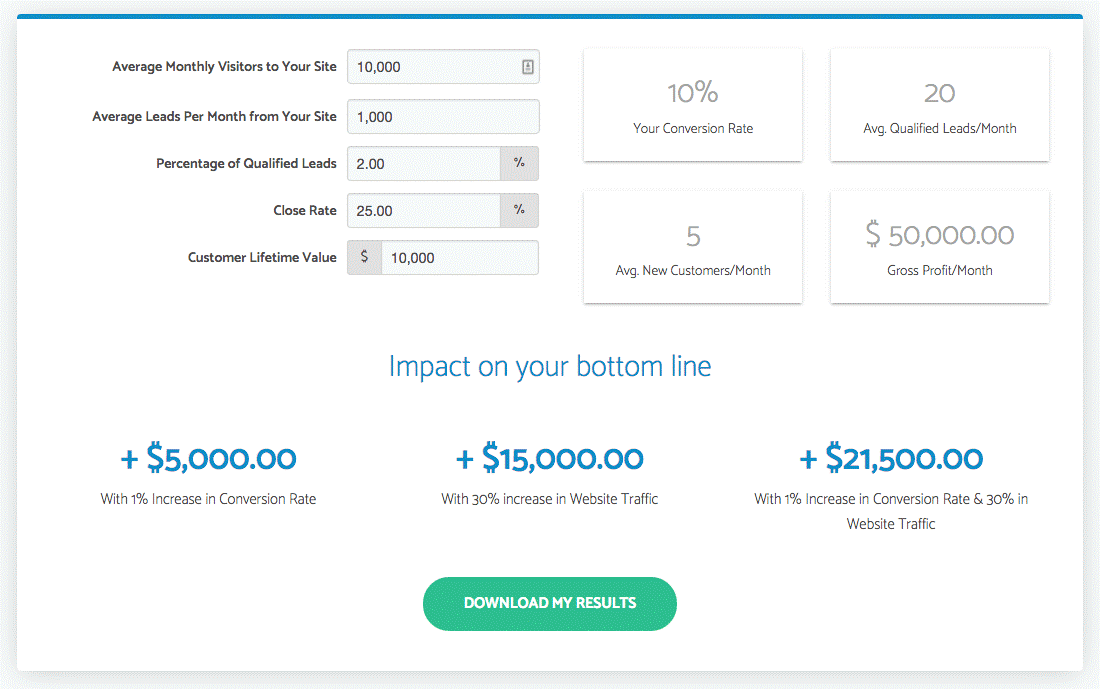 Average Monthly Visitors to Your Site 10,000
Average Leads Per Month from Your Site 1,000
Percentage of Qualified Leads 2.00 %
Close Rate 25.00 %
Customer Lifetime Value $ 10,000
10%
Your Conversion Rate
20
Avg. Qualified Leads/Month
5
Avg. New Customers/Month
$ 50,000.00
Gross Profit/Month
Impact on your bottom line
+ $5,000.00
With 1% Increase in Conversion Rate
+ $15,000.00
With 30% increase in Website Traffic
+ $21,500.00
With 1% Increase in Conversion Rate & 30% in
Website Traffic
DOWNLOAD MY RESULTS